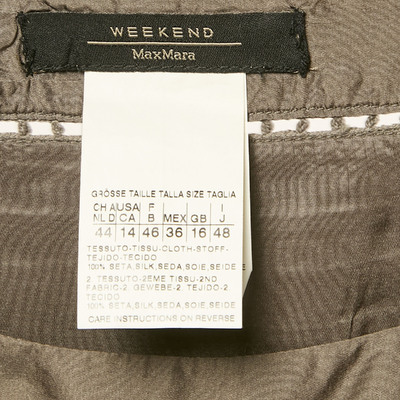 WEEKEND
MaxMara
GRÖSSE TAILLE TALLA SIZE TAGLIA
CH A USA F I
NL D CA B MEX GB J
44 14 46 36 16 48
TESSUTO-TISSU-CLOTH-STOFF-
TEJIDO-TECIDO
100% SETA,SILK,SEDA,SOIE,SEIDE
2. TESSUTO-2EME TISSU-2ND
FABRIC-2. GEWEBE-2. TEJIDO-2.
TECIDO
100% SETA,SILK,SEDA,SOIE,SEIDE
CARE INSTRUCTIONS ON REVERSE